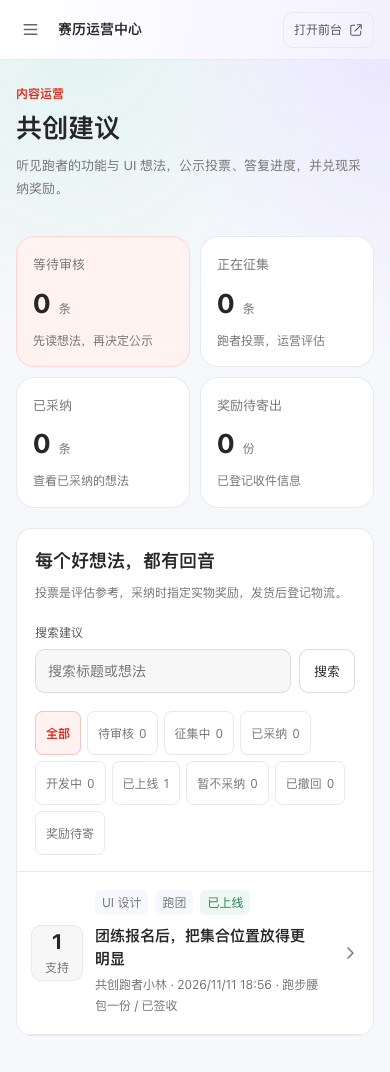 赛历运营中心
打开前台
内容运营
共创建议
听见跑者的功能与 UI 想法，公示投票、答复进度，并兑现采
纳奖励。
等待审核
0 条
先读想法，再决定公示
正在征集
0 条
跑者投票，运营评估
已采纳
0 条
查看已采纳的想法
奖励待寄出
0 份
已登记收件信息
每个好想法，都有回音
投票是评估参考，采纳时指定实物奖励，发货后登记物流。
搜索建议
搜索标题或想法
搜索
全部
待审核 0
征集中 0
已采纳 0
开发中 0
已上线 1
暂不采纳 0
已撤回 0
奖励待寄
UI 设计
跑团
已上线
1
支持
团练报名后，把集合位置放得更
明显
共创跑者小林 · 2026/11/11 18:56 · 跑步腰
包一份 / 已签收